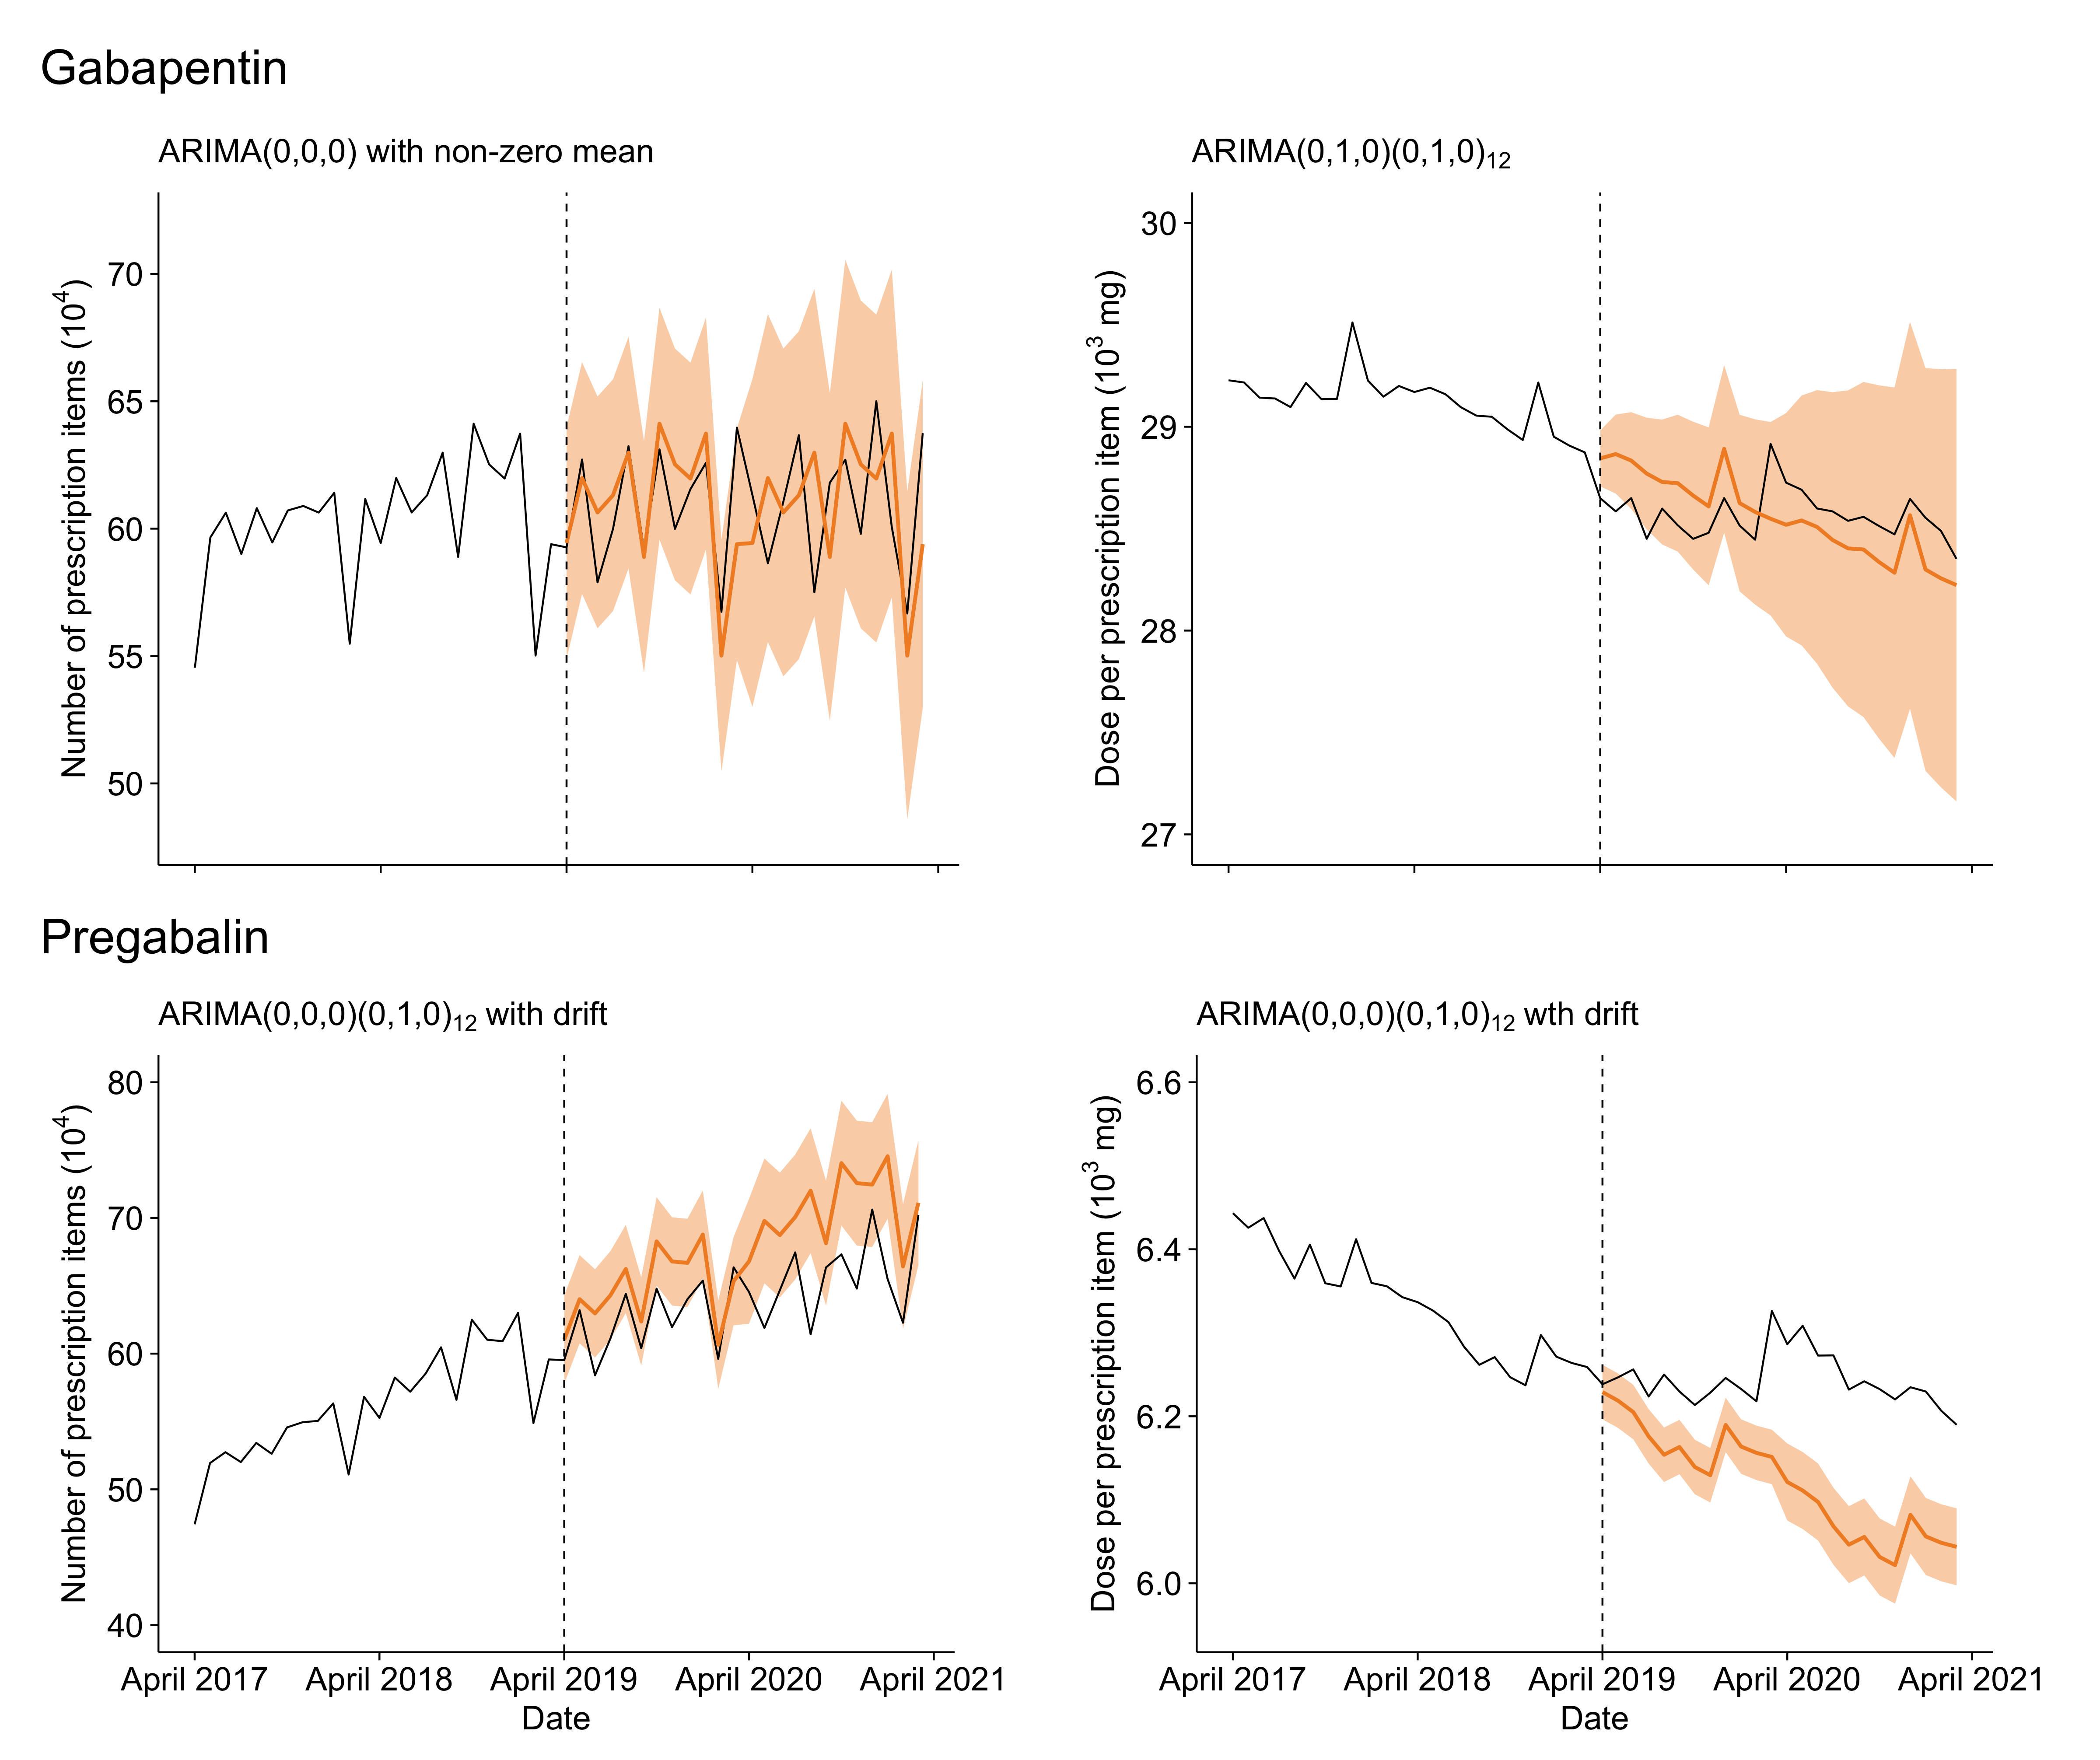 Gabapentin
ARIMA(0,0,0) with non-zero mean
Number of prescription items (10⁴)
70
65
60
55
50
ARIMA(0,1,0)(0,1,0)₁₂
Dose per prescription item (10³ mg)
30
29
28
27
Pregabalin
ARIMA(0,0,0)(0,1,0)₁₂ with drift
Number of prescription items (10⁴)
80
70
60
50
40
April 2017 April 2018 April 2019 April 2020 April 2021
Date
ARIMA(0,0,0)(0,1,0)₁₂ wth drift
Dose per prescription item (10³ mg)
6.6
6.4
6.2
6.0
April 2017 April 2018 April 2019 April 2020 April 2021
Date